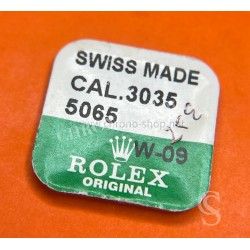 SWISS MADE
CAL.3035
5065
W-09
ROLEX
ORIGINAL